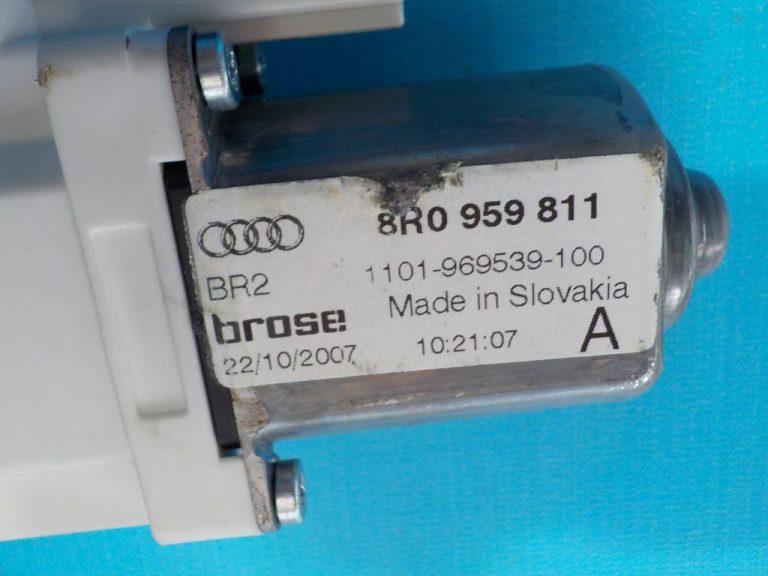 8R0 959 811
1101-969539-100
BR2
Made in Slovakia
brose
22/10/2007
10:21:07
A